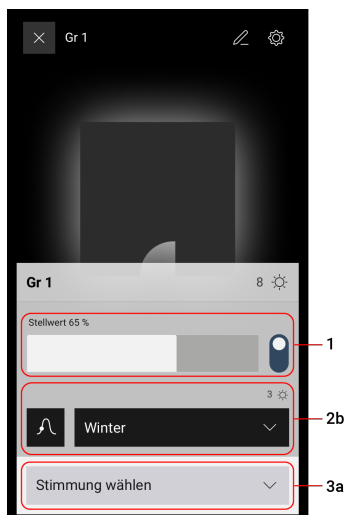 Gr 1
Gr 1
8
Stellwert 65 %
1
3
Winter
2b
Stimmung wählen
3a